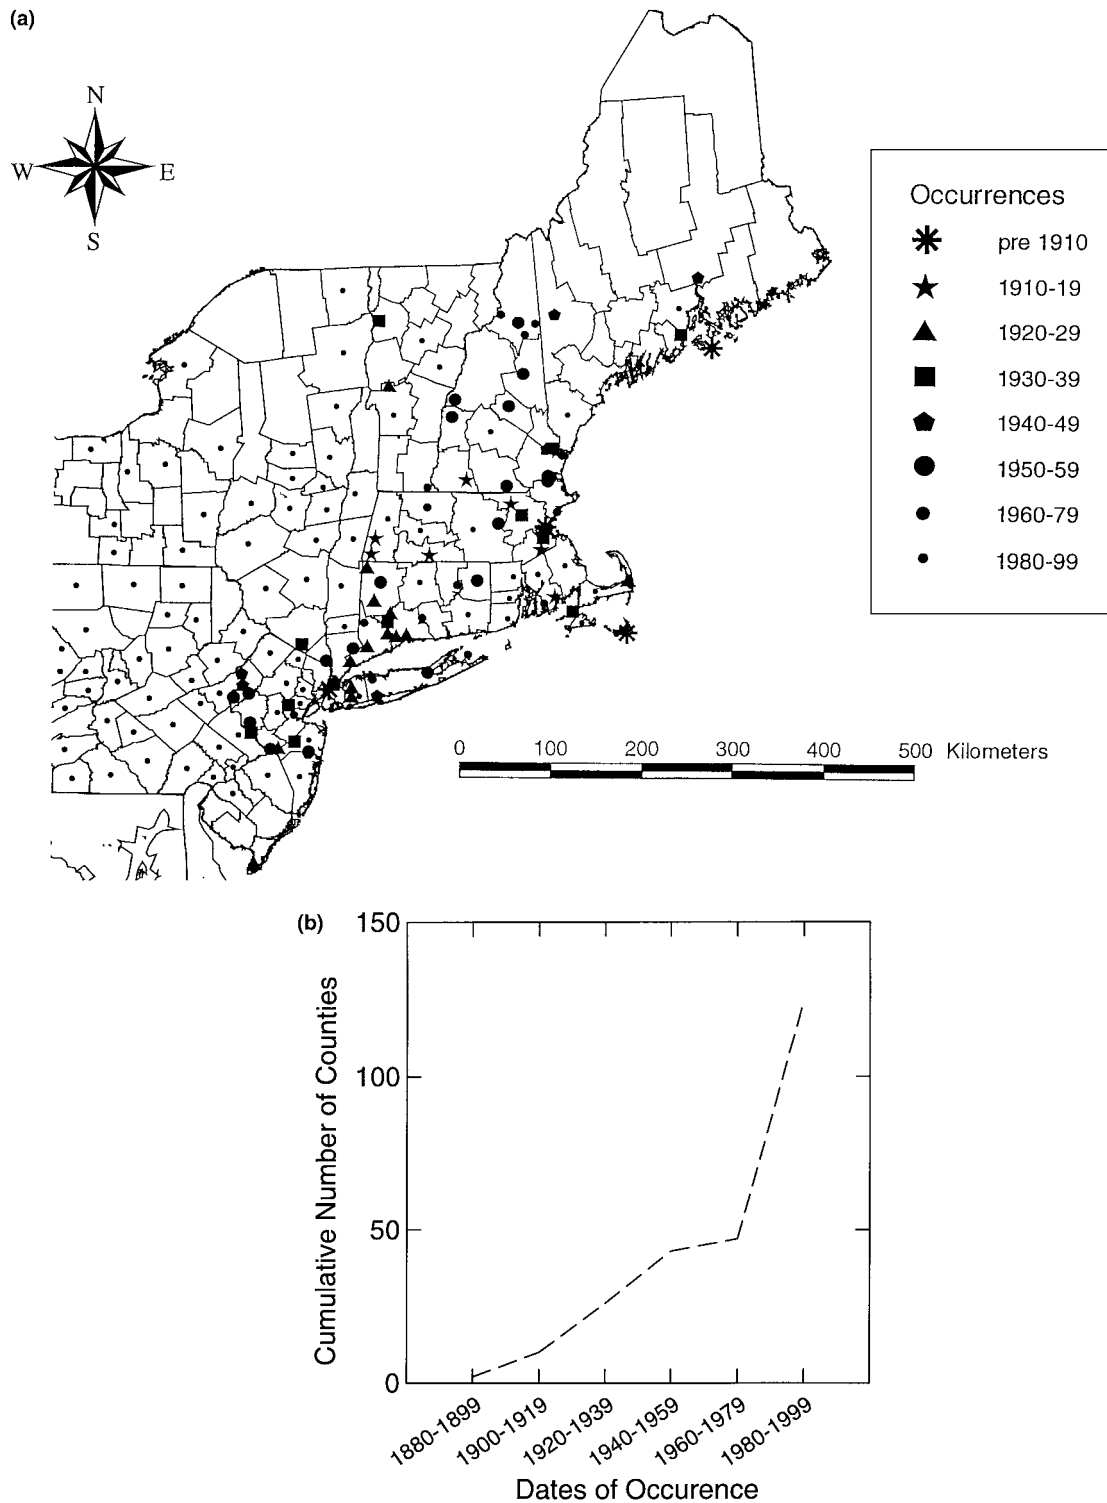 (a)
N
W E
S
Occurrences
pre 1910
1910-19
1920-29
1930-39
1940-49
1950-59
1960-79
1980-99
0 100 200 300 400 500 Kilometers
(b)
150
100
50
0
Cumulative Number of Counties
1880-1899
1900-1919
1920-1939
1940-1959
1960-1979
1980-1999
Dates of Occurence